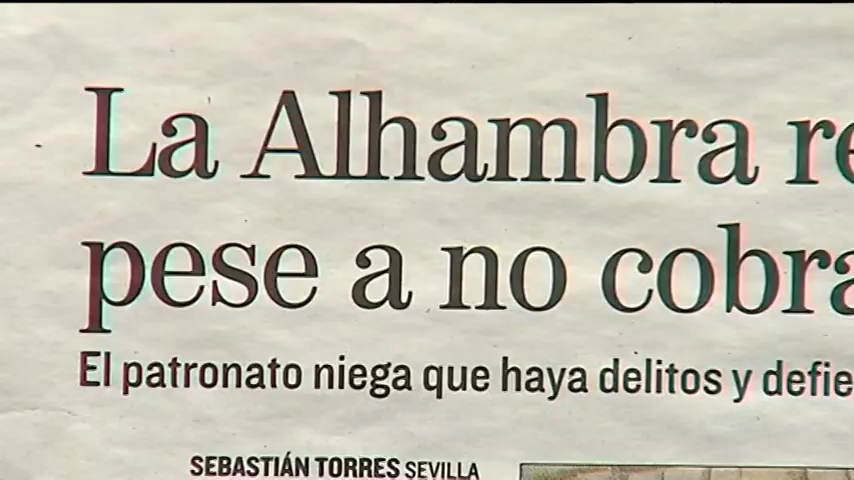 La Alhambra re
pese a no cobra
El patronato niega que haya delitos y defie
SEBASTIÁN TORRES SEVILLA